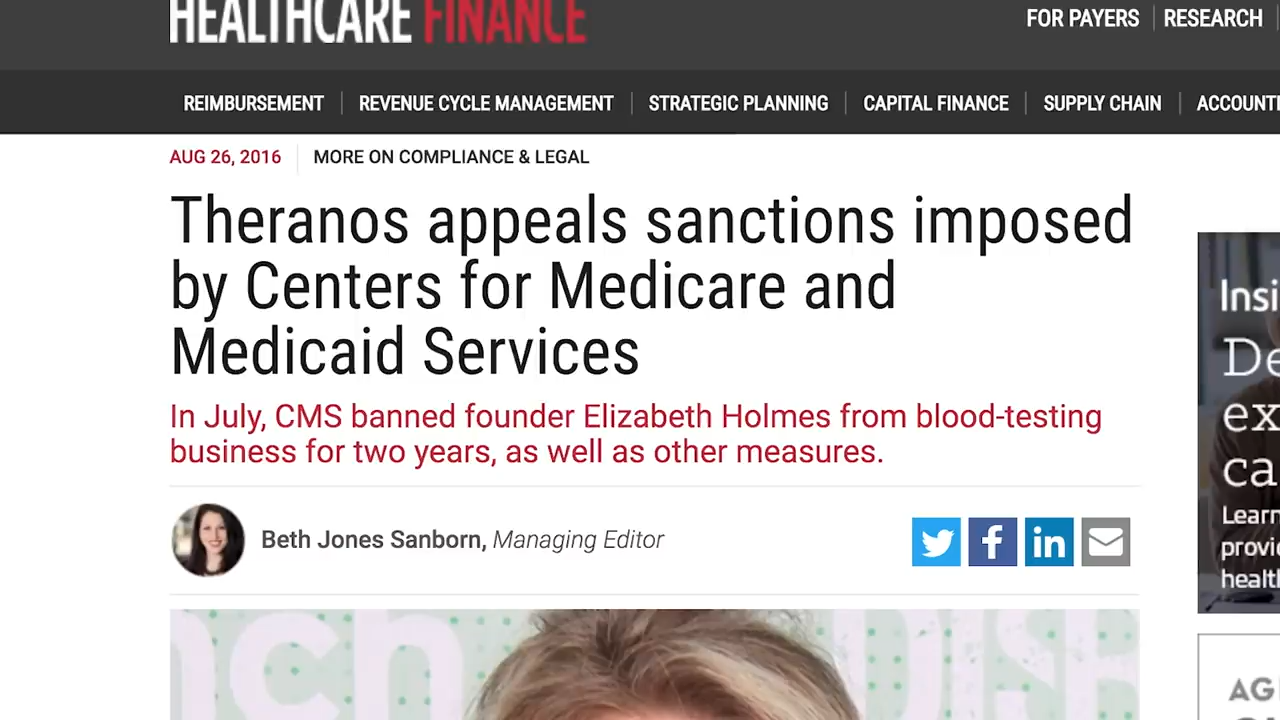 HEALTHCARE FINANCE
FOR PAYERS
RESEARCH
REIMBURSEMENT
REVENUE CYCLE MANAGEMENT
STRATEGIC PLANNING
CAPITAL FINANCE
SUPPLY CHAIN
AUG 26, 2016
MORE ON COMPLIANCE & LEGAL
Theranos appeals sanctions imposed
by Centers for Medicare and
Medicaid Services
In July, CMS banned founder Elizabeth Holmes from blood-testing
business for two years, as well as other measures.
Beth Jones Sanborn, Managing Editor
f
in